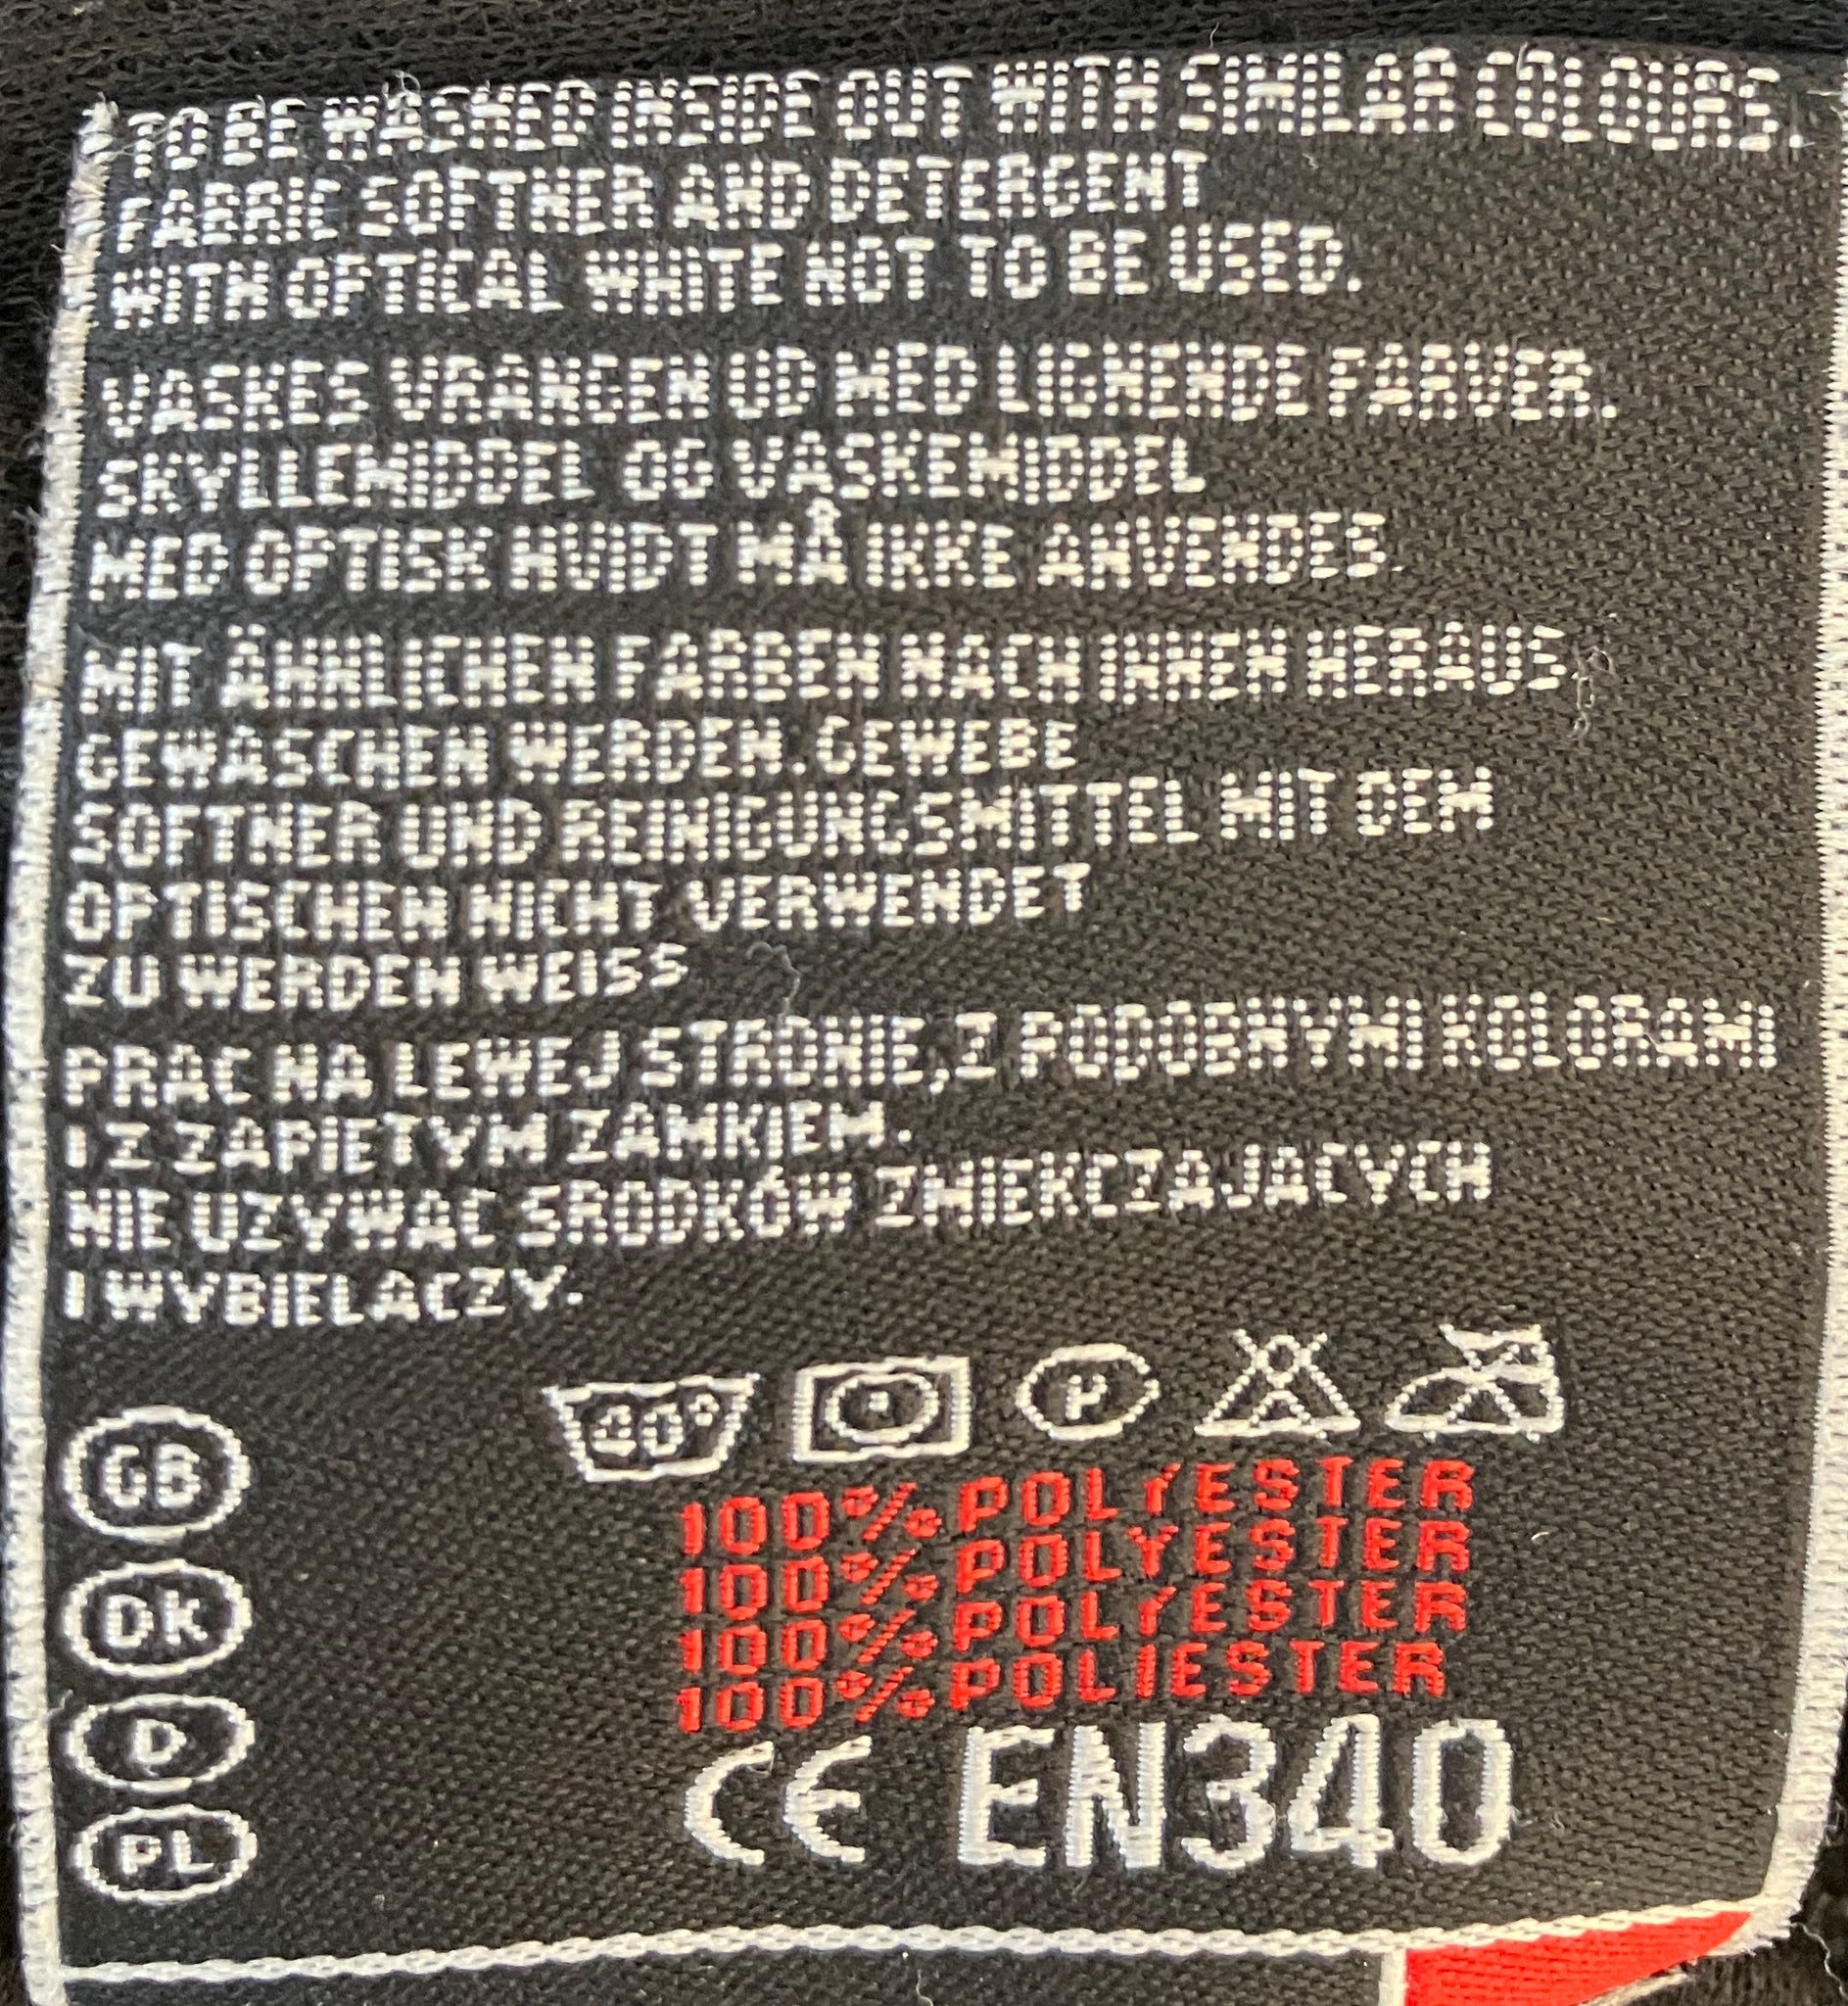 TO BE WASHED INSIDE OUT WITH SIMILAR COLOURS.
FABRIC SOFTNER AND DETERGENT
WITH OPTICAL WHITE NOT TO BE USED.
VASKES VRANGEN UD MED LIGNENDE FARVER.
SKYLLEMIDDEL OG VASKEMIDDEL
MED OPTISK HVIDT MÅ IKKE ANVENDES.
MIT ÄHNLICHEN FARBEN NACH INNEN HERAUS,
GEWASCHEN WERDEN.GEWEBE
SOFTNER UND REINIGUNGSMITTEL MIT DEM
OPTISCHEN NICHT VERWENDET
ZU WERDEN WEISS
PRAC NA LEWEJ STRONIE,Z PODOBNYMI KOLORAMI
I Z ZAPIETYM ZAMKIEM.
NIE UZYWAC SRODKÓW ZMIEKCZAJACYCH
I WYBIELACZY.
40° P
GB
100% POLYESTER
DK
100% POLYESTER
D
100% POLYESTER
PL
100% POLIESTER
CE EN340